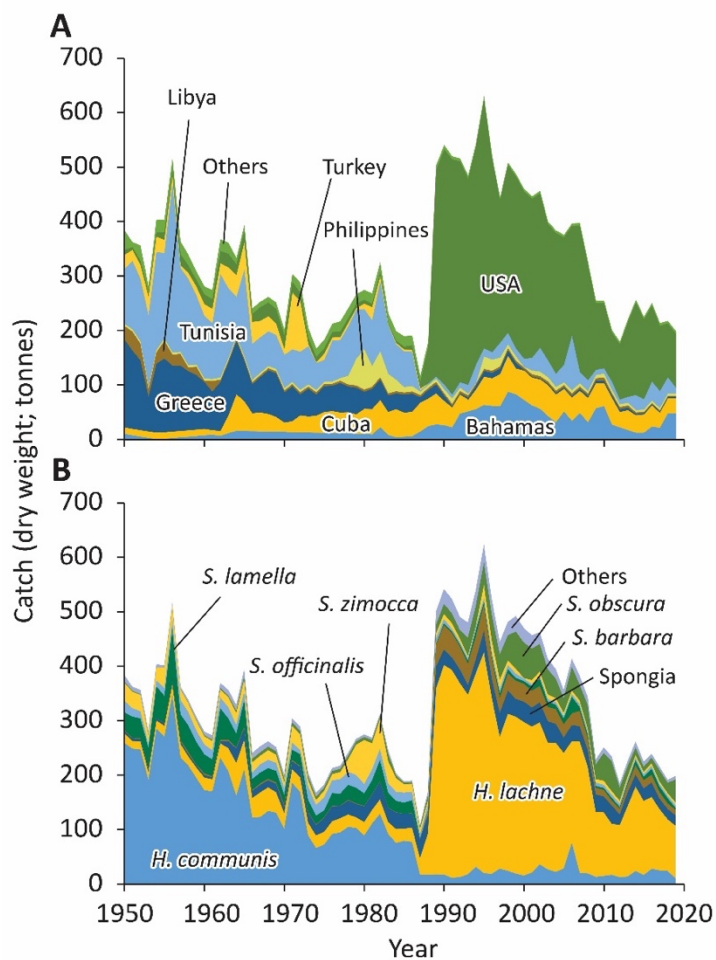 A
700
600
500
400
300
200
100
0
Libya
Others
Turkey
Philippines
USA
Tunisia
Greece
Cuba
Bahamas
Catch (dry weight; tonnes)
B
700
600
500
400
300
200
100
0
S. lamella
S. zimocca
S. officinalis
Others
S. obscura
S. barbara
Spongia
H. lachne
H. communis
1950 1960 1970 1980 1990 2000 2010 2020
Year